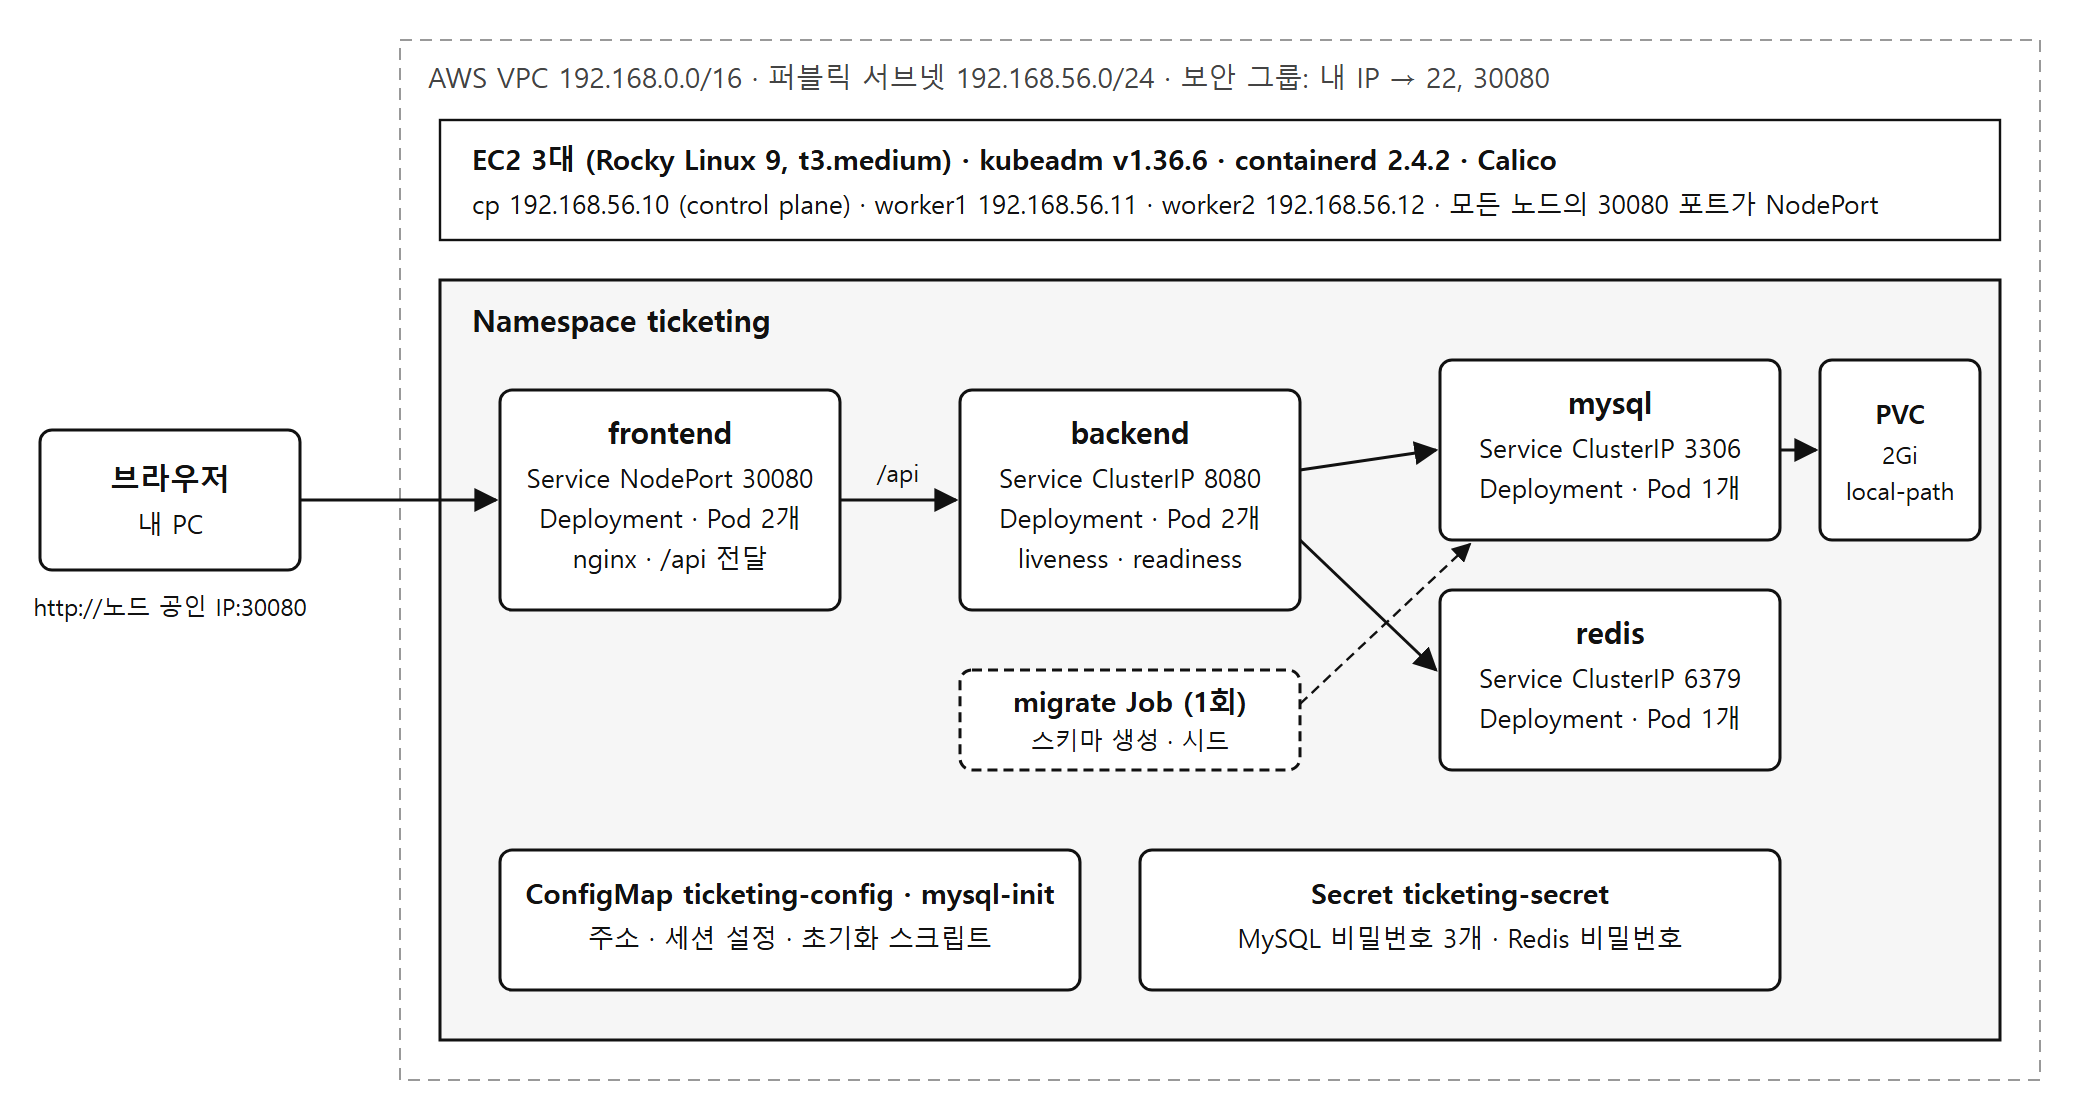 AWS VPC 192.168.0.0/16 · 퍼블릭 서브넷 192.168.56.0/24 · 보안 그룹: 내 IP → 22, 30080
EC2 3대 (Rocky Linux 9, t3.medium) · kubeadm v1.36.6 · containerd 2.4.2 · Calico
cp 192.168.56.10 (control plane) · worker1 192.168.56.11 · worker2 192.168.56.12 · 모든 노드의 30080 포트가 NodePort
Namespace ticketing
브라우저
내 PC
http://노드 공인 IP:30080
frontend
Service NodePort 30080
Deployment · Pod 2개
nginx · /api 전달
/api
backend
Service ClusterIP 8080
Deployment · Pod 2개
liveness · readiness
mysql
Service ClusterIP 3306
Deployment · Pod 1개
PVC
2Gi
local-path
redis
Service ClusterIP 6379
Deployment · Pod 1개
migrate Job (1회)
스키마 생성 · 시드
ConfigMap ticketing-config · mysql-init
주소 · 세션 설정 · 초기화 스크립트
Secret ticketing-secret
MySQL 비밀번호 3개 · Redis 비밀번호